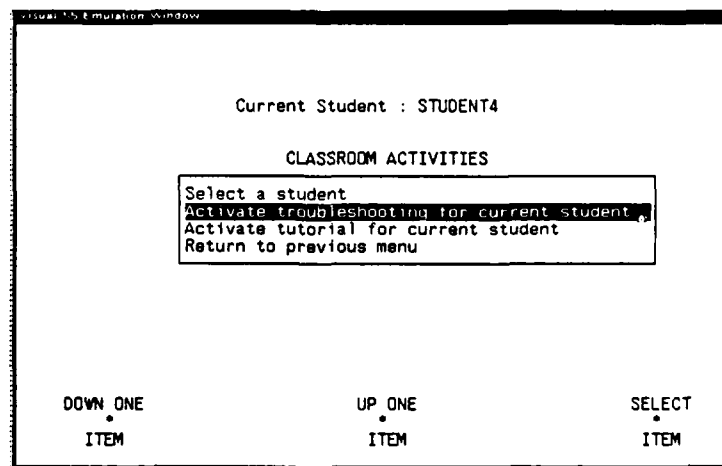 Visual 55 Emulation Window
Current Student : STUDENT4
CLASSROOM ACTIVITIES
Select a student
Activate troubleshooting for current student
Activate tutorial for current student
Return to previous menu
DOWN ONE UP ONE SELECT
ITEM ITEM ITEM